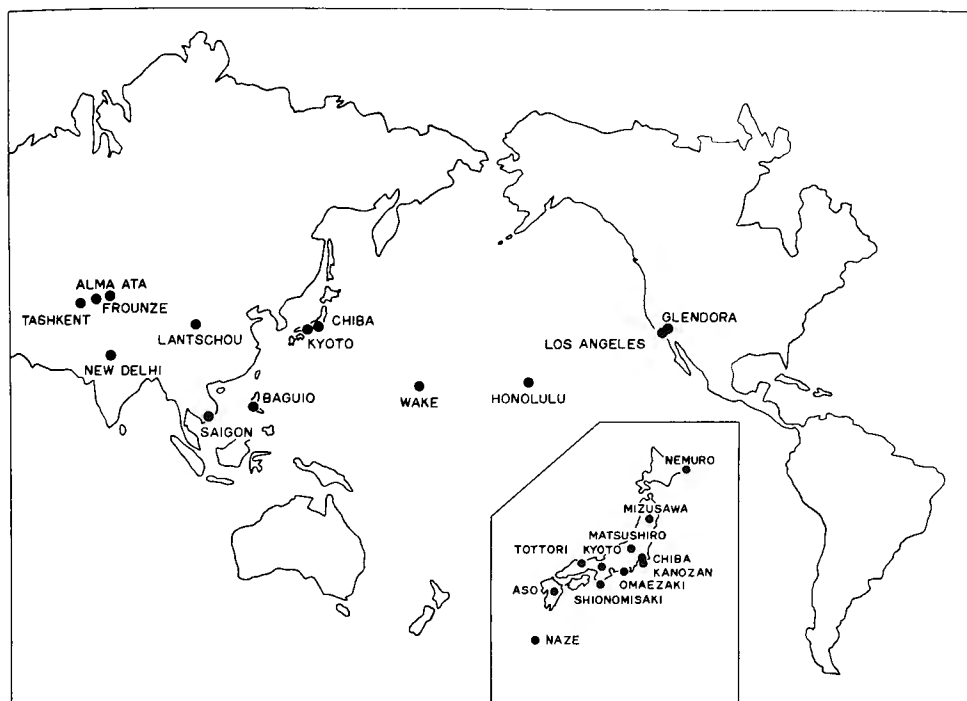 ALMA ATA
TASHKENT
FROUNZE
NEW DELHI
LANTSCHOU
CHIBA
KYOTO
BAGUIO
SAIGON
WAKE
HONOLULU
GLENDORA
LOS ANGELES
NEMURO
MIZUSAWA
MATSUSHIRO
TOTTORI
KYOTO
CHIBA
KANOZAN
OMAEZAKI
ASO
SHIONOMISAKI
NAZE